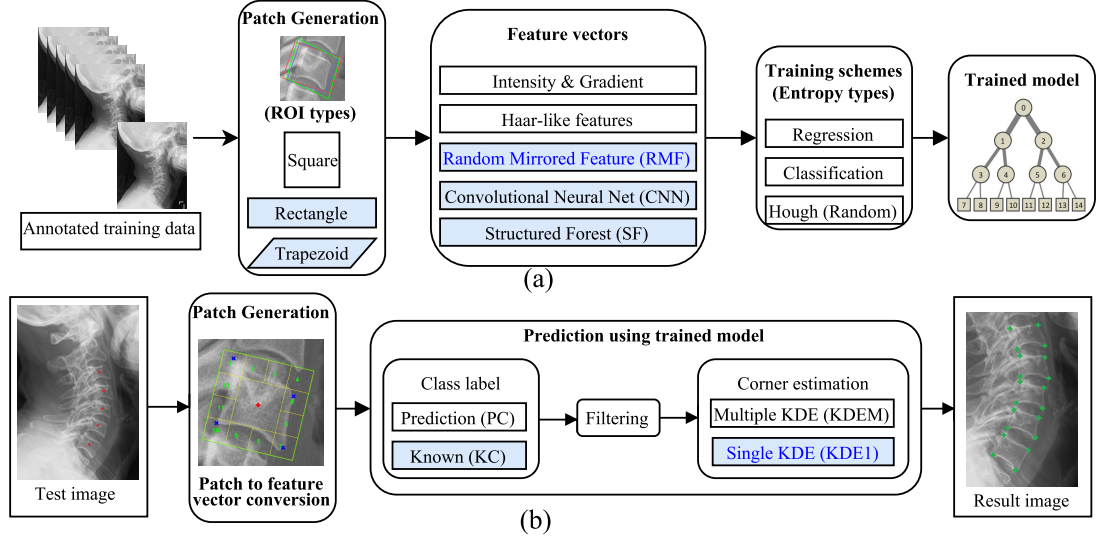 Annotated training data
Patch Generation
(ROI types)
Square
Rectangle
Trapezoid
Feature vectors
Intensity & Gradient
Haar-like features
Random Mirrored Feature (RMF)
Convolutional Neural Net (CNN)
Structured Forest (SF)
Training schemes
(Entropy types)
Regression
Classification
Hough (Random)
Trained model
0
1 2
3 4 5 6
7 8 9 10 11 12 13 14
(a)
Test image
Patch Generation
Patch to feature
vector conversion
Prediction using trained model
Class label
Prediction (PC)
Known (KC)
Filtering
Corner estimation
Multiple KDE (KDEM)
Single KDE (KDE1)
Result image
(b)